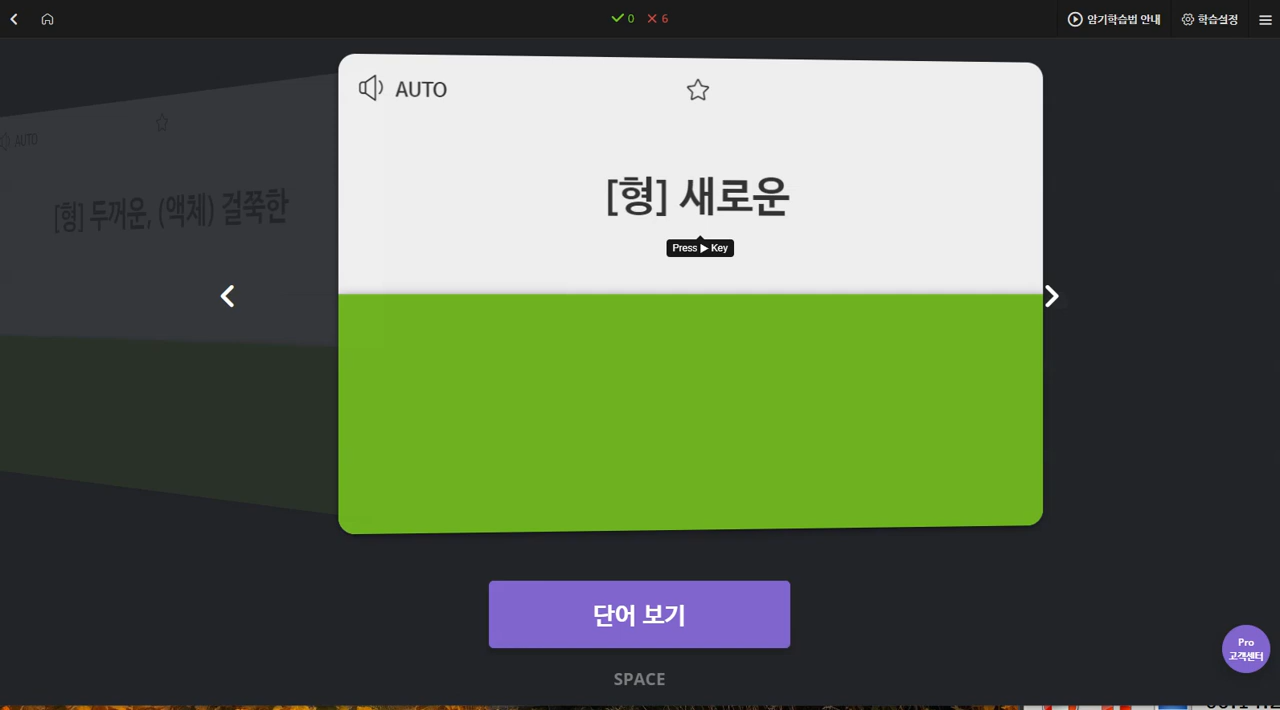 0 6 암기학습법 안내 학습설정
AUTO
AUTO
[형] 두꺼운, (액체) 걸쭉한
[형] 새로운
Press ▶ Key
단어 보기
Pro
고객센터
SPACE